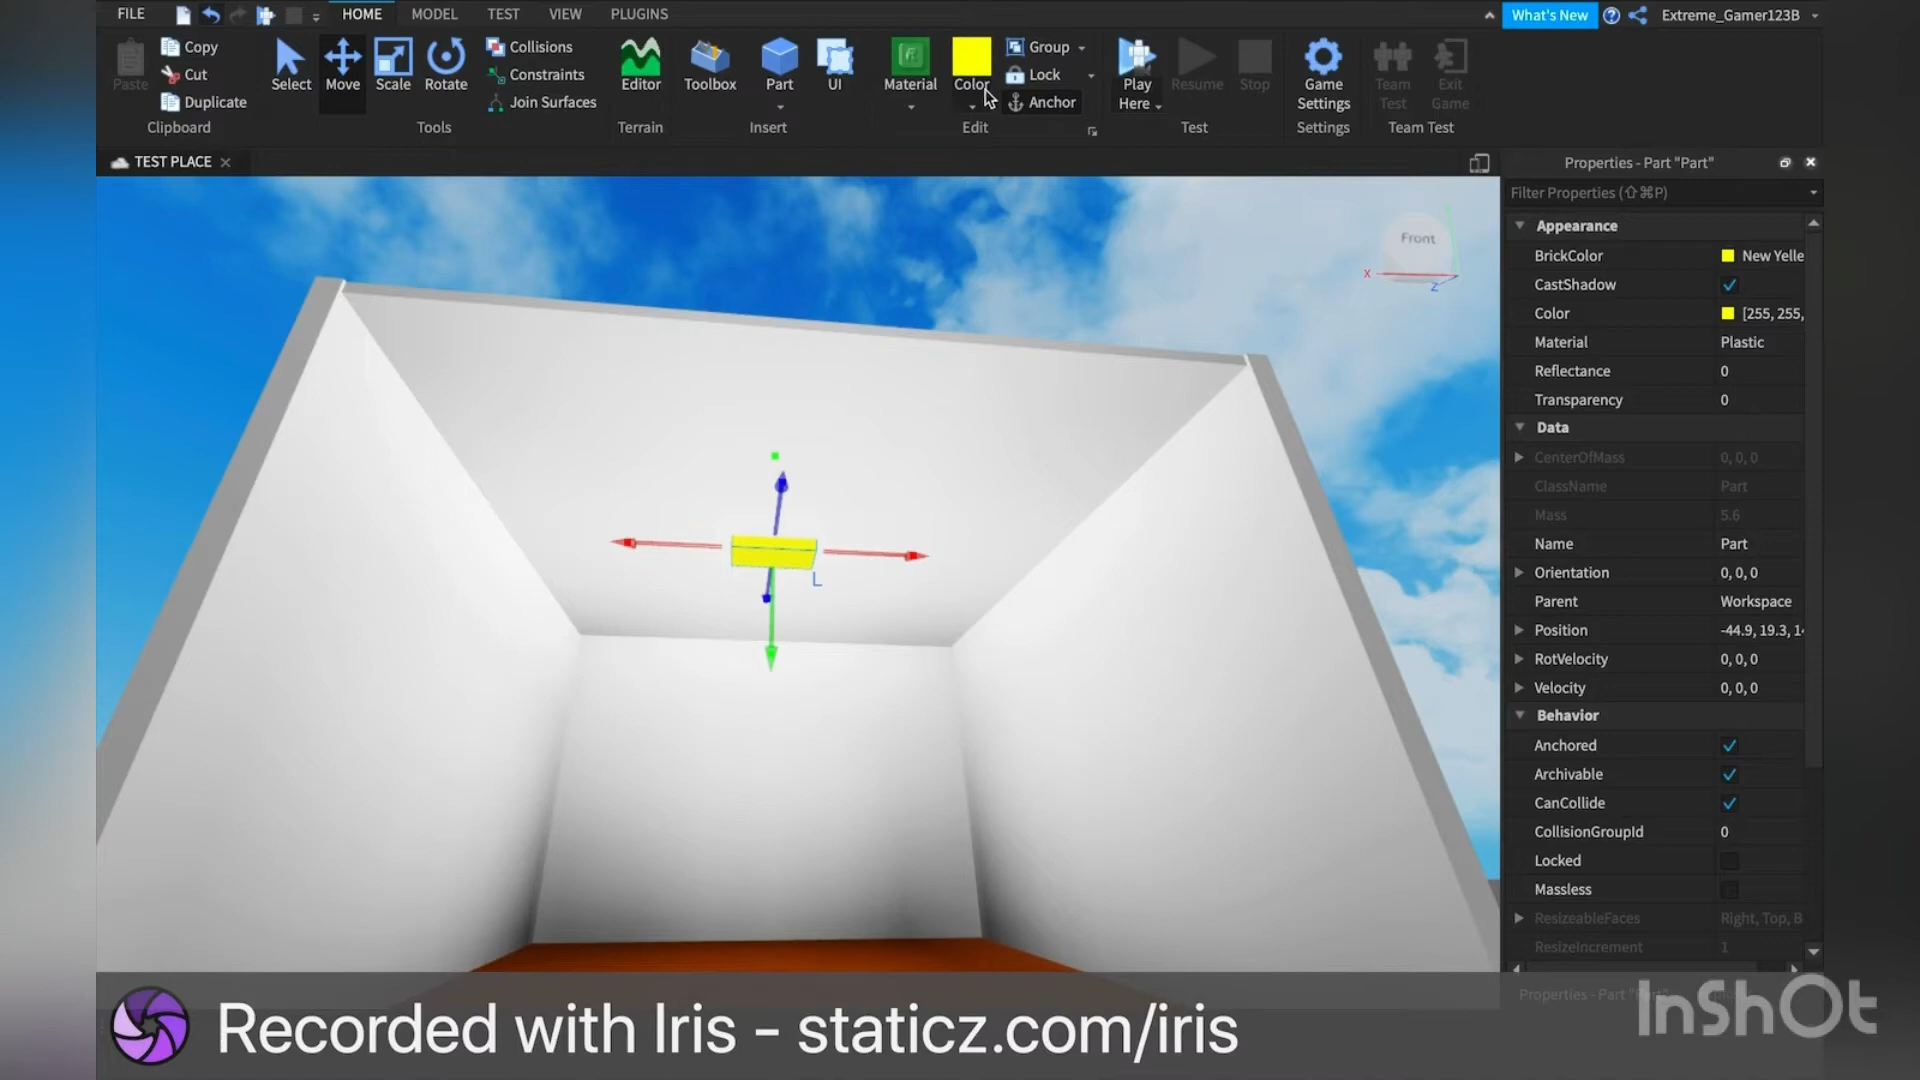 FILE
HOME
MODEL
TEST
VIEW
PLUGINS
What's New
Extreme_Gamer123B
Paste
Copy
Cut
Duplicate
Clipboard
Select
Move
Scale
Rotate
Collisions
Constraints
Join Surfaces
Tools
Editor
Terrain
Toolbox
Part
UI
Insert
Material
Color
Group
Lock
Anchor
Edit
Play
Here
Resume
Stop
Test
Game
Settings
Settings
Team
Test
Exit
Game
Team Test
TEST PLACE
Front
X
Z
L
Properties - Part "Part"
Filter Properties (⇧⌘P)
Appearance
BrickColor New Yelle
CastShadow
Color [255, 255,
Material Plastic
Reflectance 0
Transparency 0
Data
CenterOfMass 0, 0, 0
ClassName Part
Mass 5.6
Name Part
Orientation 0, 0, 0
Parent Workspace
Position -44.9, 19.3, 1
RotVelocity 0, 0, 0
Velocity 0, 0, 0
Behavior
Anchored
Archivable
CanCollide
CollisionGroupId 0
Locked
Massless
ResizeableFaces Right, Top, B
ResizeIncrement 1
Properties - Part
InShOt
Recorded with Iris - staticz.com/iris